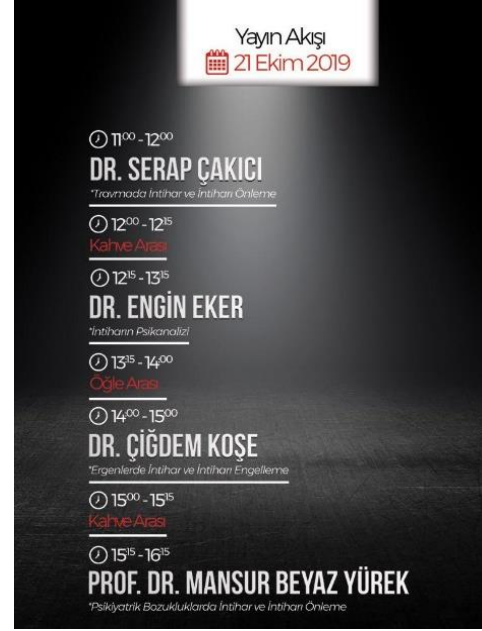 Yayın Akışı
21 Ekim 2019
11⁰⁰ - 12⁰⁰
DR. SERAP ÇAKICI
*Travmada İntihar ve İntiharı Önleme
12⁰⁰ - 12¹⁵
Kahve Arası
12¹⁵ - 13¹⁵
DR. ENGİN EKER
*İntiharın Psikanalizi
13¹⁵ - 14⁰⁰
Öğle Arası
14⁰⁰ - 15⁰⁰
DR. ÇİĞDEM KOŞE
*Ergenlerde İntihar ve İntiharı Engelleme
15⁰⁰ - 15¹⁵
Kahve Arası
15¹⁵ - 16¹⁵
PROF. DR. MANSUR BEYAZ YÜREK
*Psikiyatrik Bozukluklarda İntihar ve İntiharı Önleme